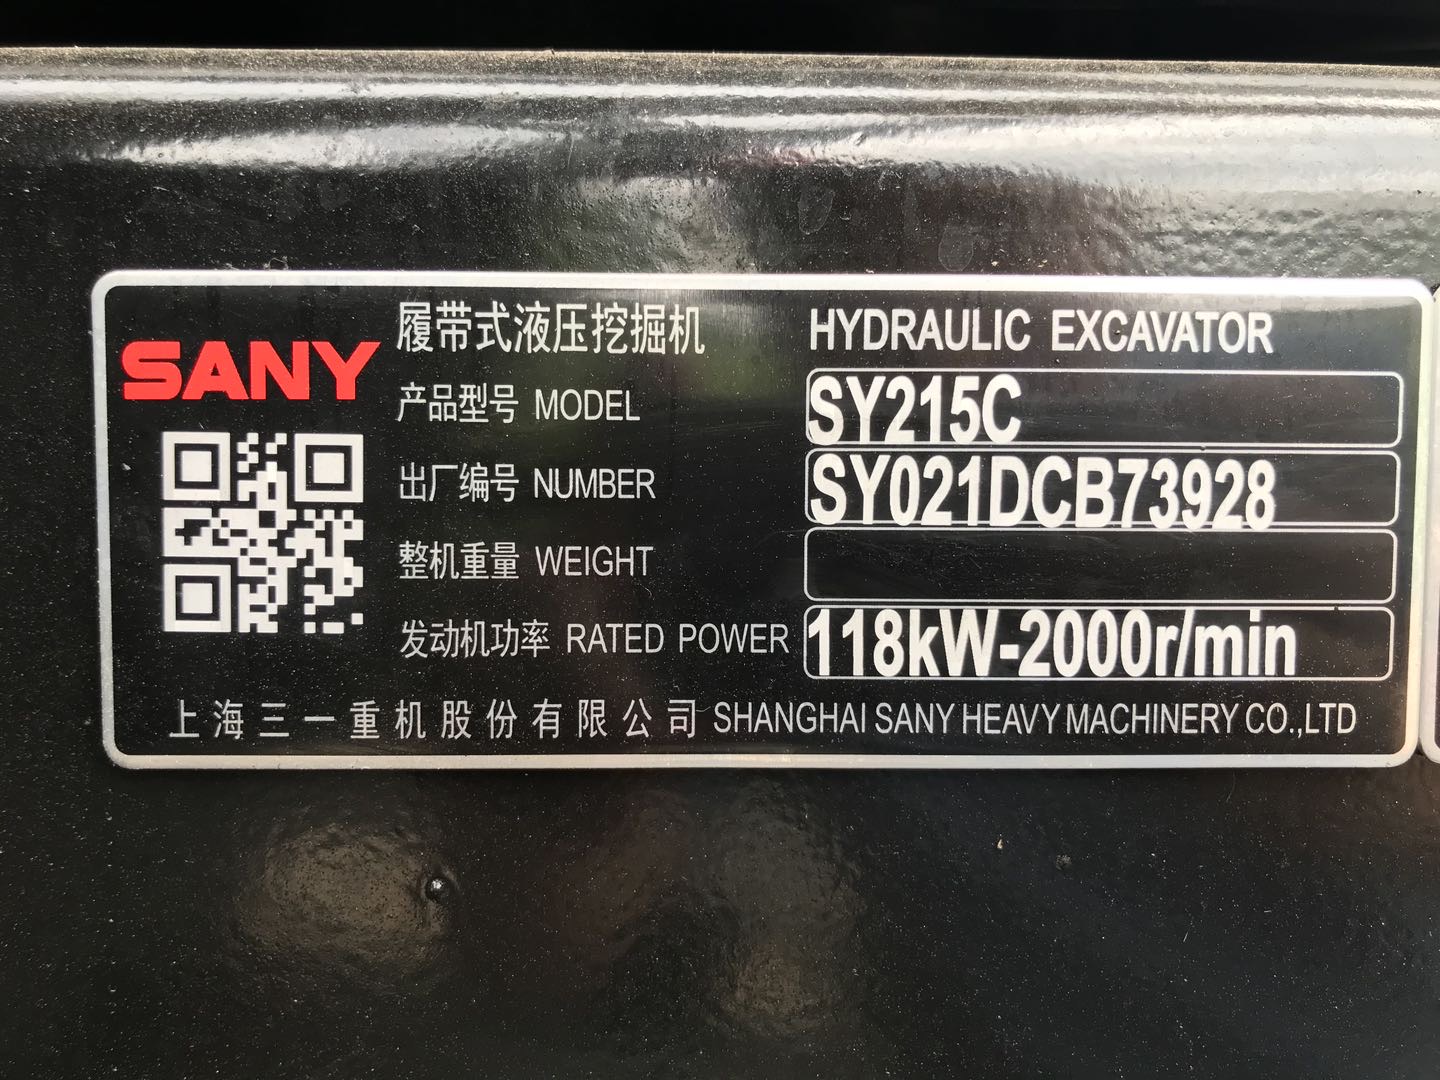 SANY
履带式液压挖掘机 HYDRAULIC EXCAVATOR
产品型号 MODEL SY215C
出厂编号 NUMBER SY021DCB73928
整机重量 WEIGHT
发动机功率 RATED POWER 118kW-2000r/min
上海三一重机股份有限公司 SHANGHAI SANY HEAVY MACHINERY CO.,LTD